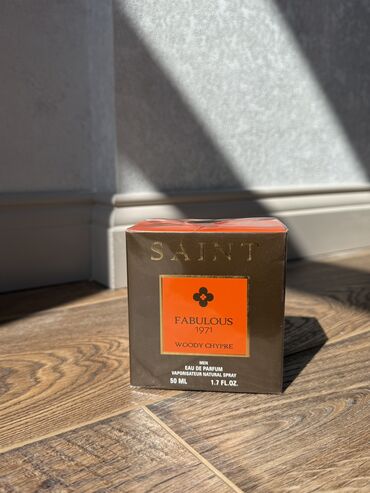 SAINT
FABULOUS
1971
WOODY CHYPRE
MEN
EAU DE PARFUM
VAPORISATEUR NATURAL SPRAY
50 ML 1.7 FL.OZ.